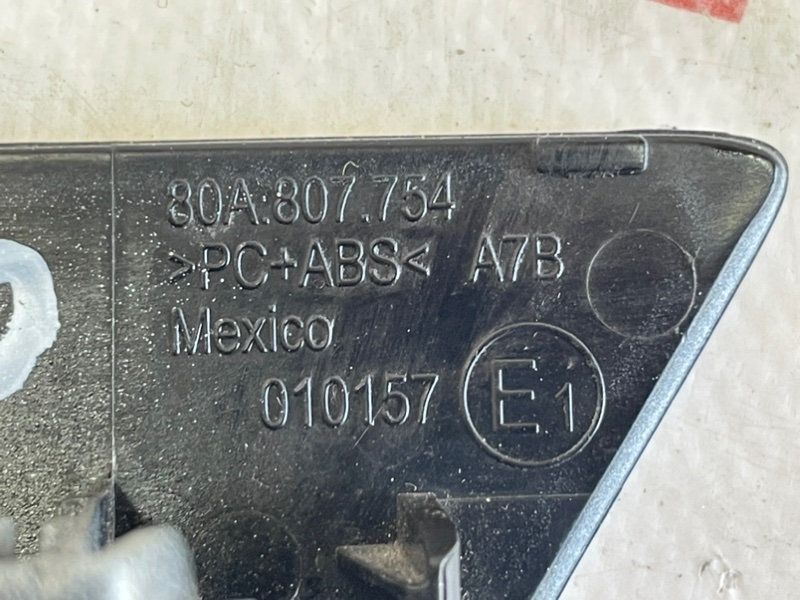 80A.807.754
>PC+ABS< A7B
Mexico
010157 E1